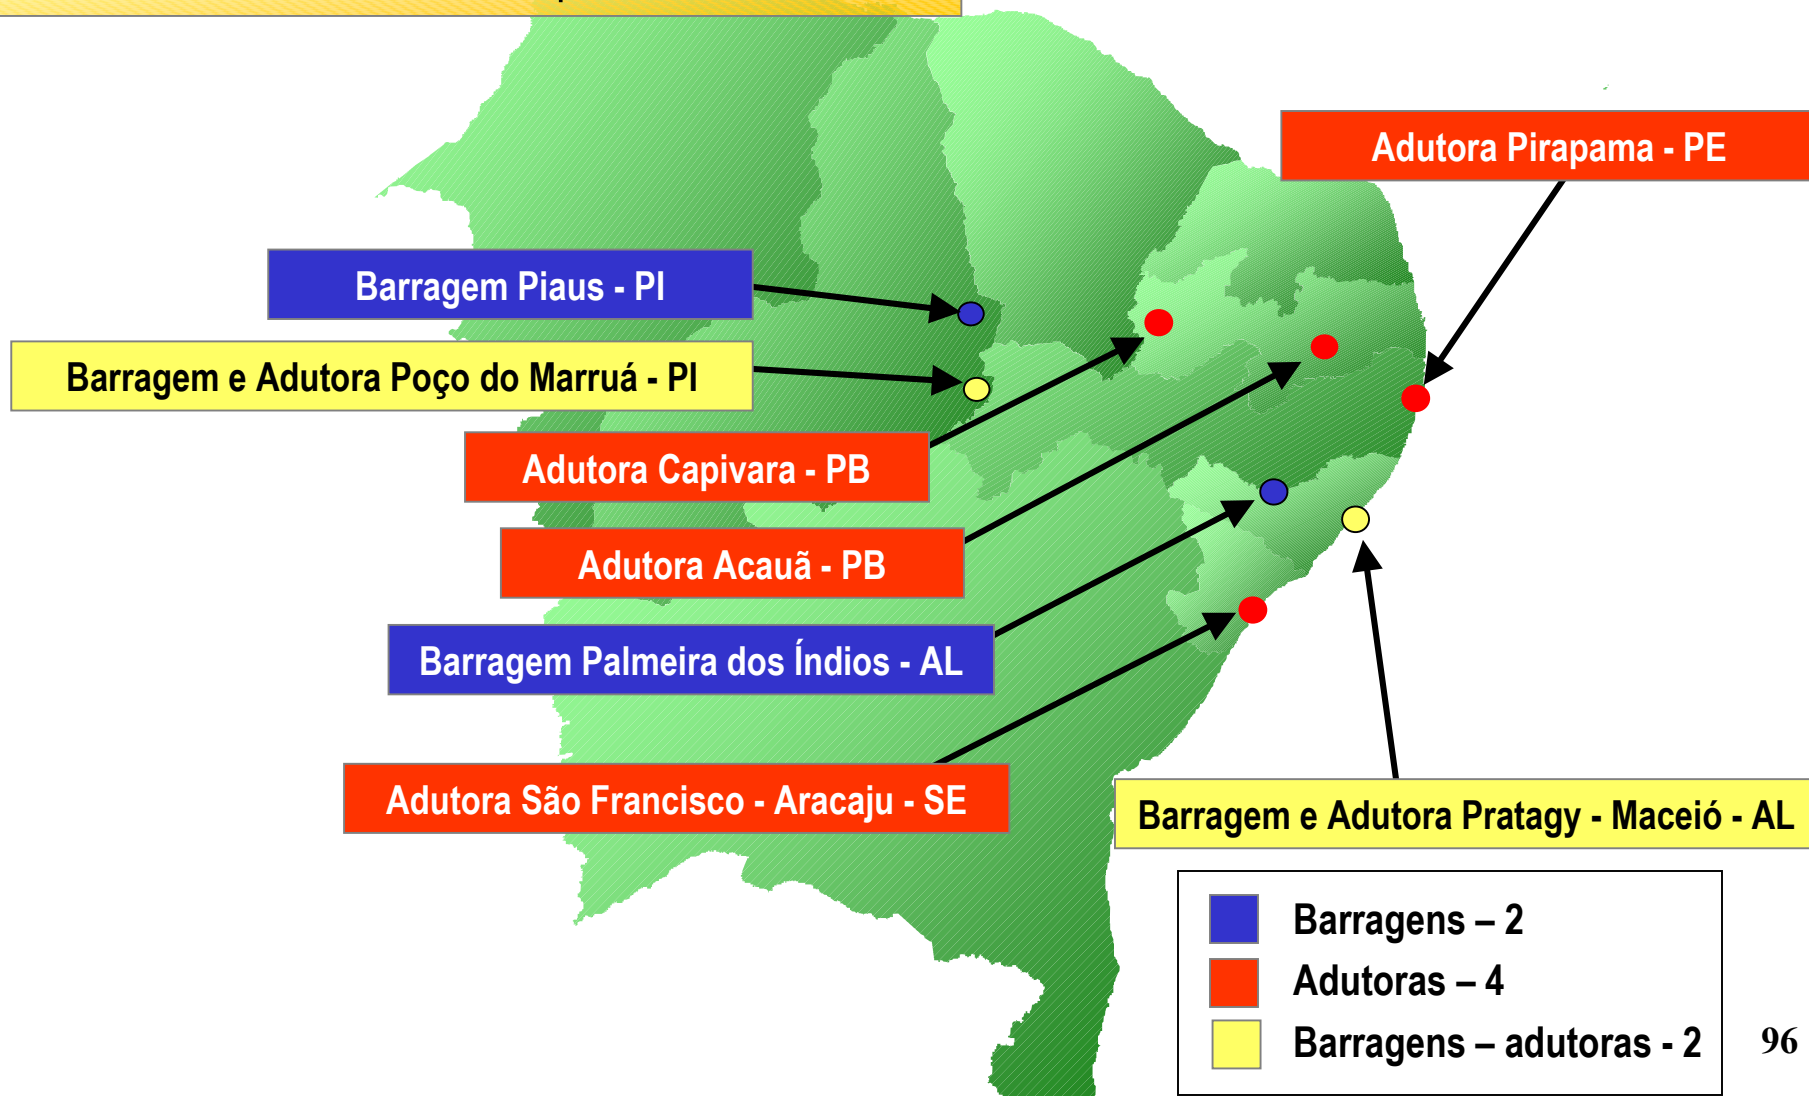 Adutora Pirapama - PE
Barragem Piaus - PI
Barragem e Adutora Poço do Marruá - PI
Adutora Capivara - PB
Adutora Acauã - PB
Barragem Palmeira dos Índios - AL
Adutora São Francisco - Aracaju - SE
Barragem e Adutora Pratagy - Maceió - AL
Barragens – 2
Adutoras – 4
Barragens – adutoras - 2
96